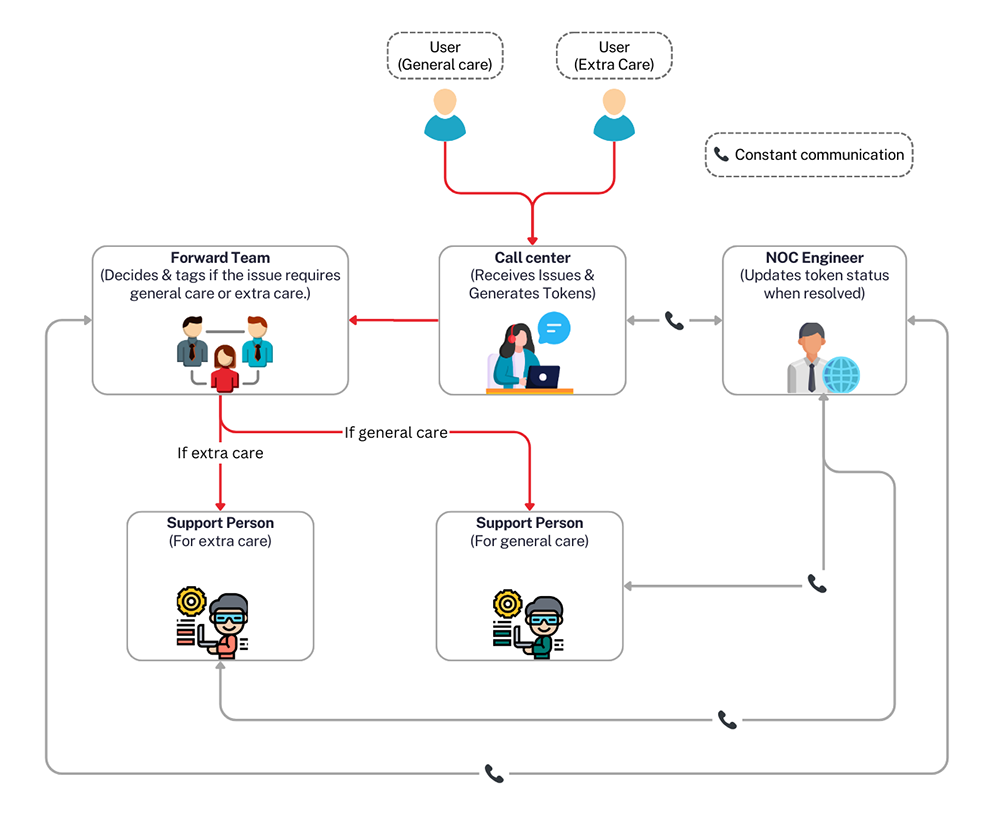 User
(General care)
User
(Extra Care)
Constant communication
Forward Team
(Decides & tags if the issue requires
general care or extra care.)
Call center
(Receives Issues &
Generates Tokens)
NOC Engineer
(Updates token status
when resolved)
If general care
If extra care
Support Person
(For extra care)
Support Person
(For general care)